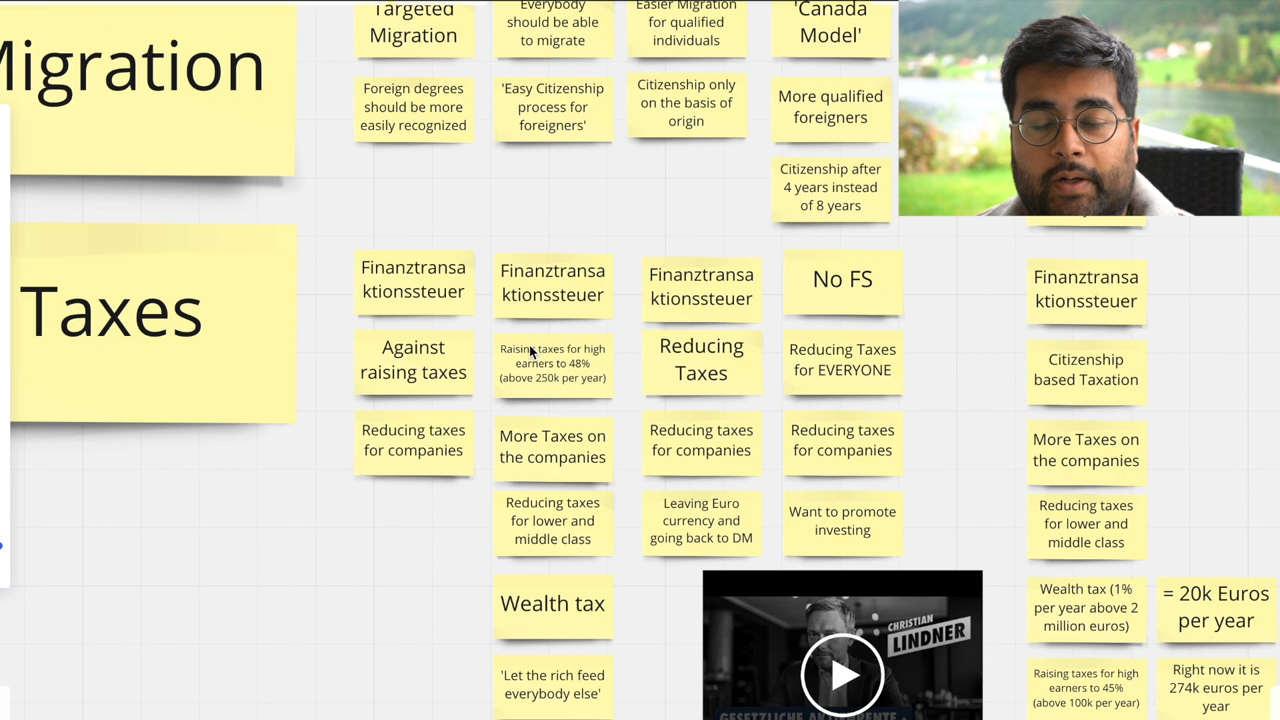 Migration
Targeted
Migration
Foreign degrees
should be more
easily recognized
Everybody
should be able
to migrate
'Easy Citizenship
process for
foreigners'
Easier Migration
for qualified
individuals
Citizenship only
on the basis of
origin
'Canada
Model'
More qualified
foreigners
Citizenship after
4 years instead
of 8 years
Taxes
Finanztransa
ktionssteuer
Against
raising taxes
Reducing taxes
for companies
Finanztransa
ktionssteuer
Raising taxes for high
earners to 48%
(above 250k per year)
More Taxes on
the companies
Reducing taxes
for lower and
middle class
Wealth tax
'Let the rich feed
everybody else'
Finanztransa
ktionssteuer
Reducing
Taxes
Reducing taxes
for companies
Leaving Euro
currency and
going back to DM
No FS
Reducing Taxes
for EVERYONE
Reducing taxes
for companies
Want to promote
investing
CHRISTIAN
LINDNER
GESETZLICHE AKTIENRENTE -
Finanztransa
ktionssteuer
Citizenship
based Taxation
More Taxes on
the companies
Reducing taxes
for lower and
middle class
Wealth tax (1%
per year above 2
million euros)
= 20k Euros
per year
Raising taxes for high
earners to 45%
(above 100k per year)
Right now it is
274k euros per
year